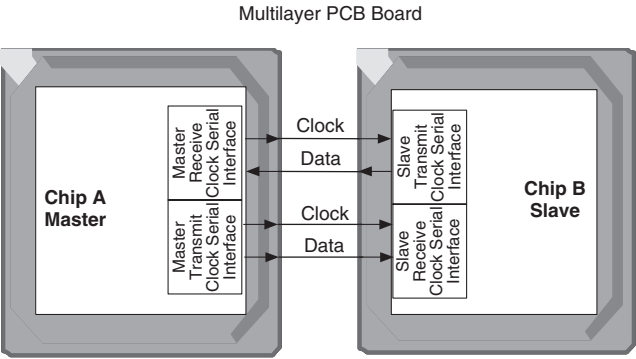 Multilayer PCB Board
Chip A
Master
Master
Receive
Clock Serial
Interface
Master
Transmit
Clock Serial
Interface
Clock
Data
Clock
Data
Slave
Transmit
Clock Serial
Interface
Slave
Receive
Clock Serial
Interface
Chip B
Slave